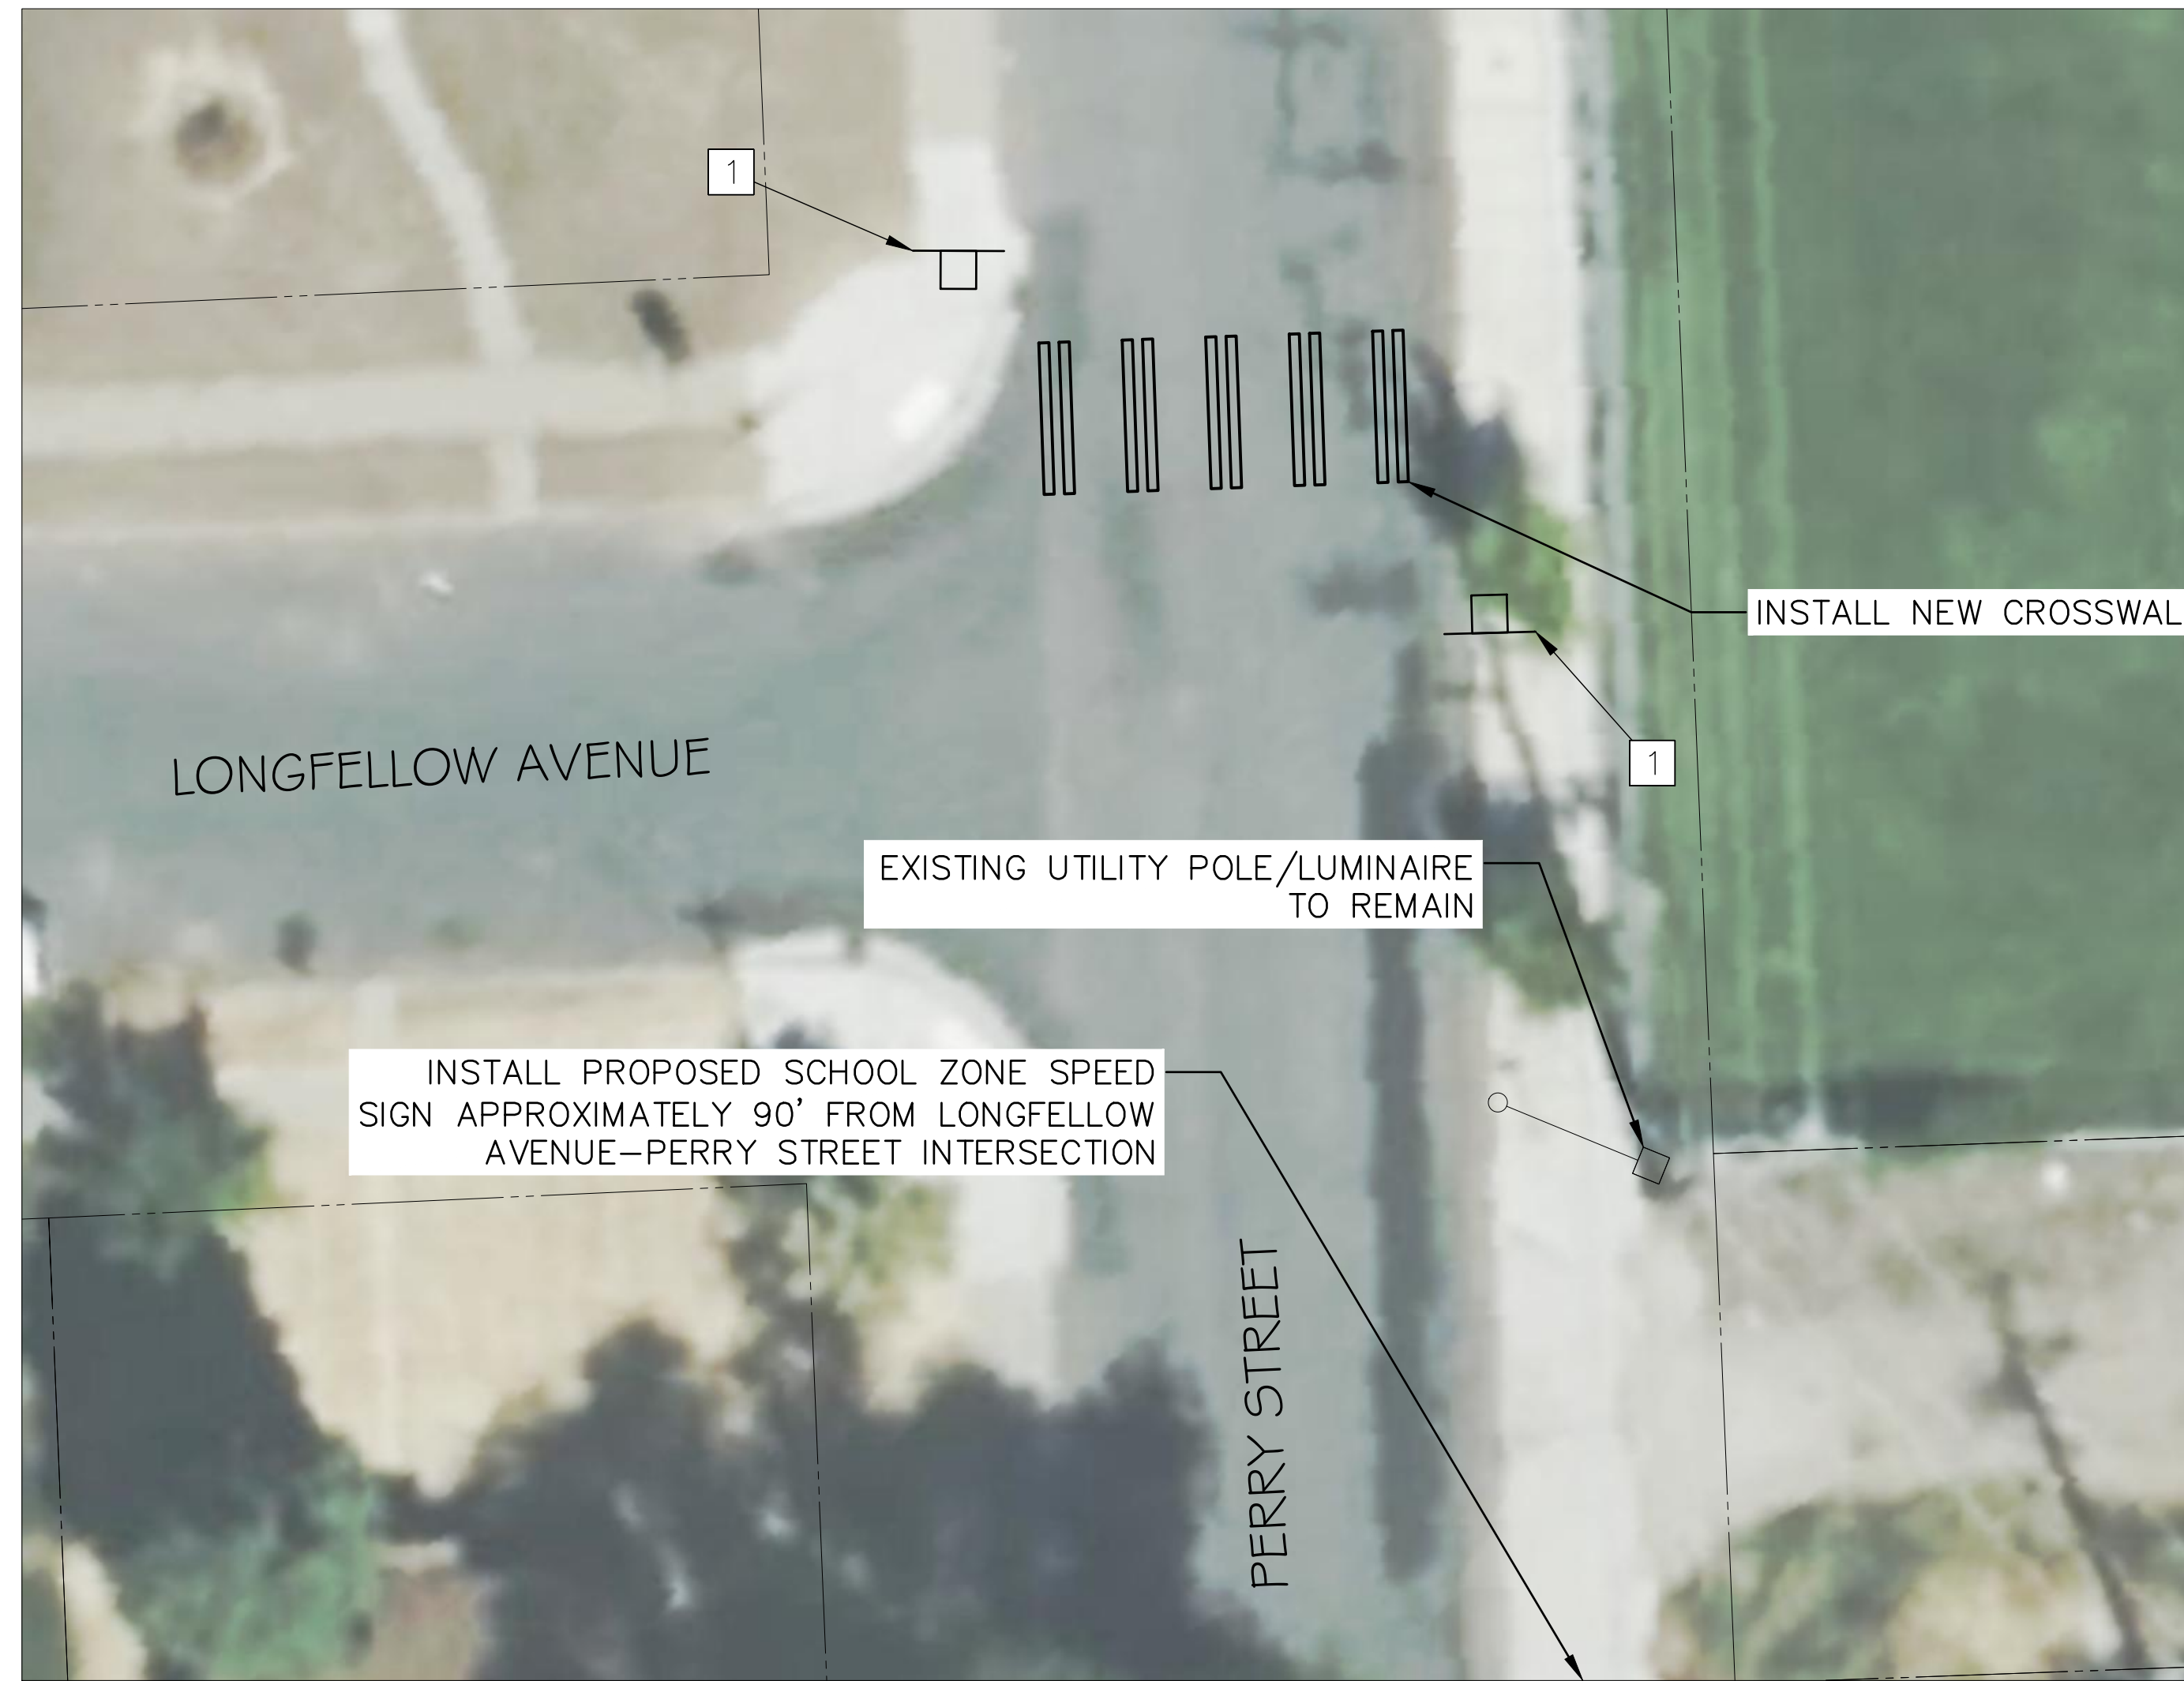 1
INSTALL NEW CROSSWAL
1
LONGFELLOW AVENUE
EXISTING UTILITY POLE/LUMINAIRE
TO REMAIN
INSTALL PROPOSED SCHOOL ZONE SPEED
SIGN APPROXIMATELY 90' FROM LONGFELLOW
AVENUE-PERRY STREET INTERSECTION
PERRY STREET